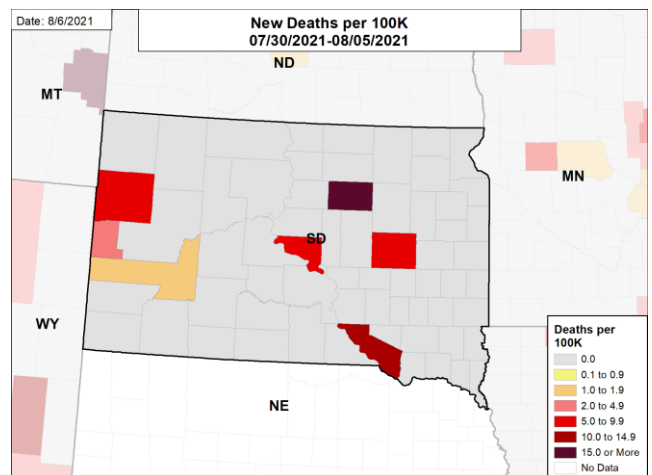 Date: 8/6/2021
New Deaths per 100K
07/30/2021-08/05/2021
ND
MT
MN
SD
WY
NE
Deaths per
100K
0.0
0.1 to 0.9
1.0 to 1.9
2.0 to 4.9
5.0 to 9.9
10.0 to 14.9
15.0 or More
No Data